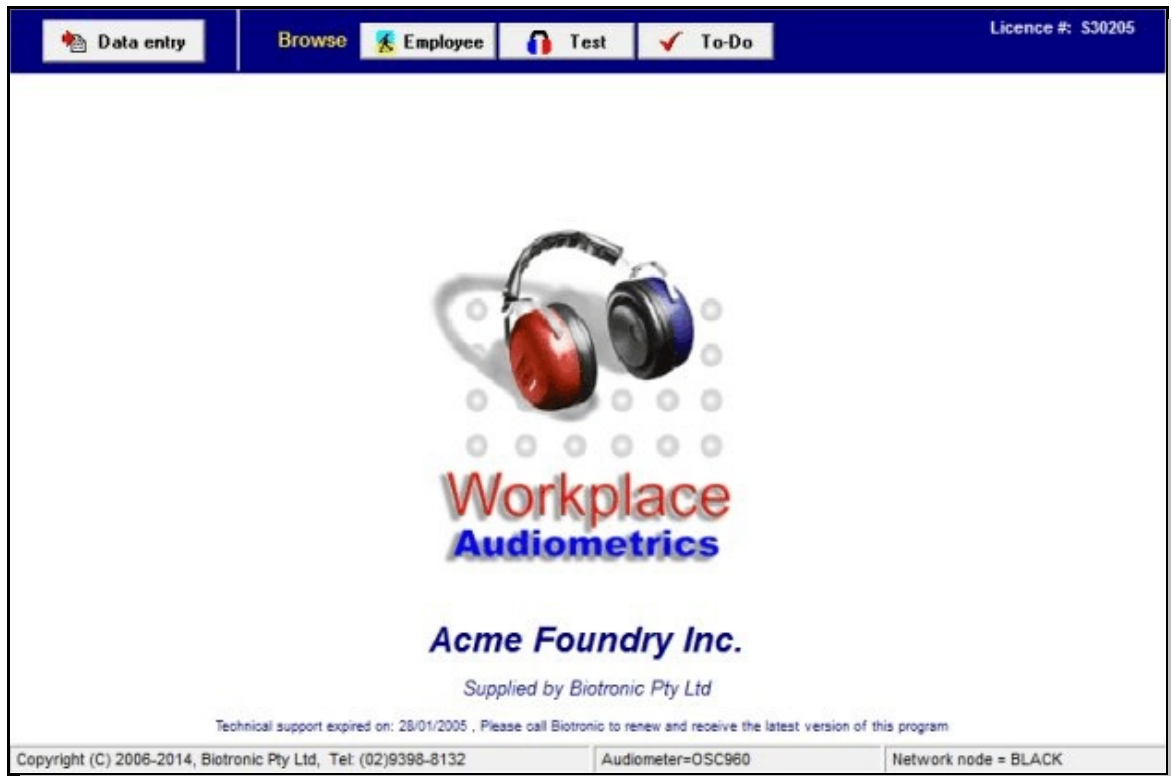 Data entry Browse Employee Test To-Do Licence #: S30205
Workplace
Audiometrics
Acme Foundry Inc.
Supplied by Biotronic Pty Ltd
Technical support expired on: 28/01/2005 , Please call Biotronic to renew and receive the latest version of this program
Copyright (C) 2006-2014, Biotronic Pty Ltd, Tel: (02)9398-8132 Audiometer=OSC960 Network node = BLACK